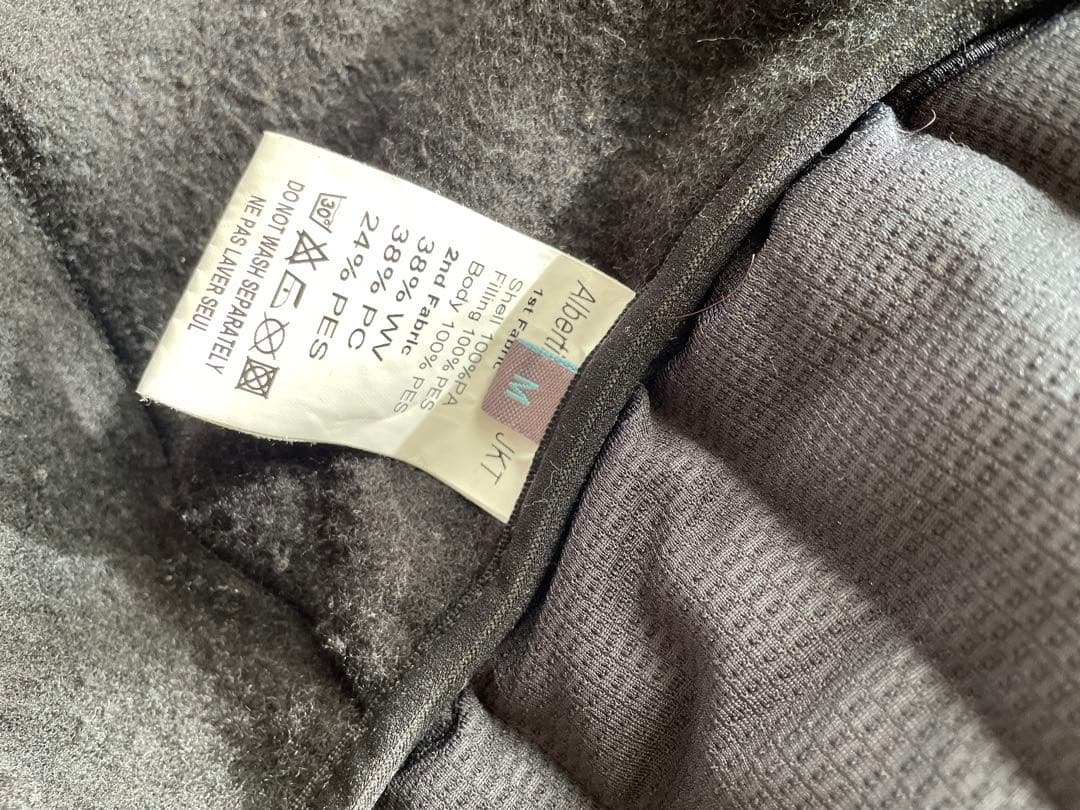 Alberti JKT
M
1st Fabric
Shell 100%PA
Filling 100% PES
Body 100% PES
2nd Fabric
38% WV
38% PC
24% PES
30°
DO NOT WASH SEPARATELY
NE PAS LAVER SEUL